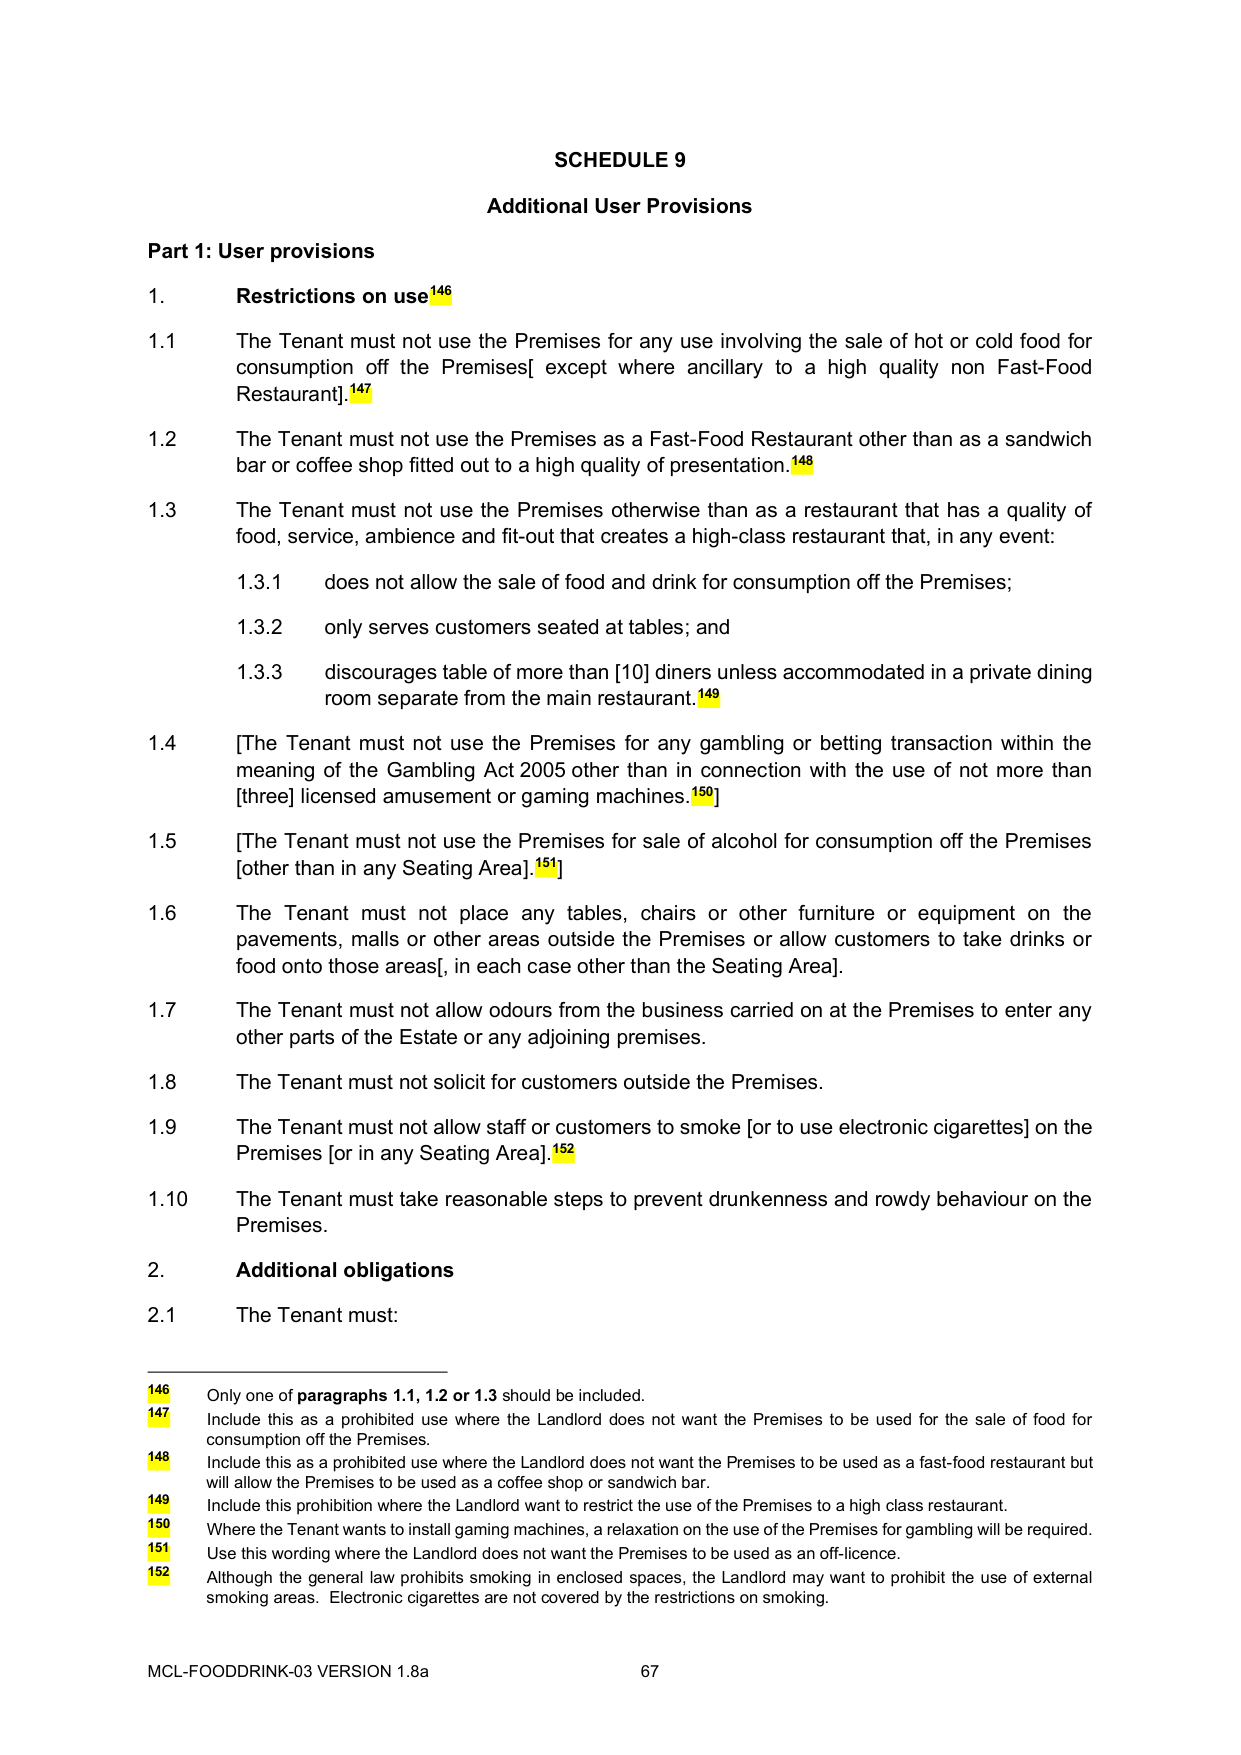 SCHEDULE 9
Additional User Provisions
Part 1: User provisions
1. Restrictions on use146
1.1 The Tenant must not use the Premises for any use involving the sale of hot or cold food for
consumption off the Premises[ except where ancillary to a high quality non Fast-Food
Restaurant].147
1.2 The Tenant must not use the Premises as a Fast-Food Restaurant other than as a sandwich
bar or coffee shop fitted out to a high quality of presentation.148
1.3 The Tenant must not use the Premises otherwise than as a restaurant that has a quality of
food, service, ambience and fit-out that creates a high-class restaurant that, in any event:
1.3.1 does not allow the sale of food and drink for consumption off the Premises;
1.3.2 only serves customers seated at tables; and
1.3.3 discourages table of more than [10] diners unless accommodated in a private dining
room separate from the main restaurant.149
1.4 [The Tenant must not use the Premises for any gambling or betting transaction within the
meaning of the Gambling Act 2005 other than in connection with the use of not more than
[three] licensed amusement or gaming machines.150]
1.5 [The Tenant must not use the Premises for sale of alcohol for consumption off the Premises
[other than in any Seating Area].151]
1.6 The Tenant must not place any tables, chairs or other furniture or equipment on the
pavements, malls or other areas outside the Premises or allow customers to take drinks or
food onto those areas[, in each case other than the Seating Area].
1.7 The Tenant must not allow odours from the business carried on at the Premises to enter any
other parts of the Estate or any adjoining premises.
1.8 The Tenant must not solicit for customers outside the Premises.
1.9 The Tenant must not allow staff or customers to smoke [or to use electronic cigarettes] on the
Premises [or in any Seating Area].152
1.10 The Tenant must take reasonable steps to prevent drunkenness and rowdy behaviour on the
Premises.
2. Additional obligations
2.1 The Tenant must:
146 Only one of paragraphs 1.1, 1.2 or 1.3 should be included.
147 Include this as a prohibited use where the Landlord does not want the Premises to be used for the sale of food for
consumption off the Premises.
148 Include this as a prohibited use where the Landlord does not want the Premises to be used as a fast-food restaurant but
will allow the Premises to be used as a coffee shop or sandwich bar.
149 Include this prohibition where the Landlord want to restrict the use of the Premises to a high class restaurant.
150 Where the Tenant wants to install gaming machines, a relaxation on the use of the Premises for gambling will be required.
151 Use this wording where the Landlord does not want the Premises to be used as an off-licence.
152 Although the general law prohibits smoking in enclosed spaces, the Landlord may want to prohibit the use of external
smoking areas. Electronic cigarettes are not covered by the restrictions on smoking.
MCL-FOODDRINK-03 VERSION 1.8a 67